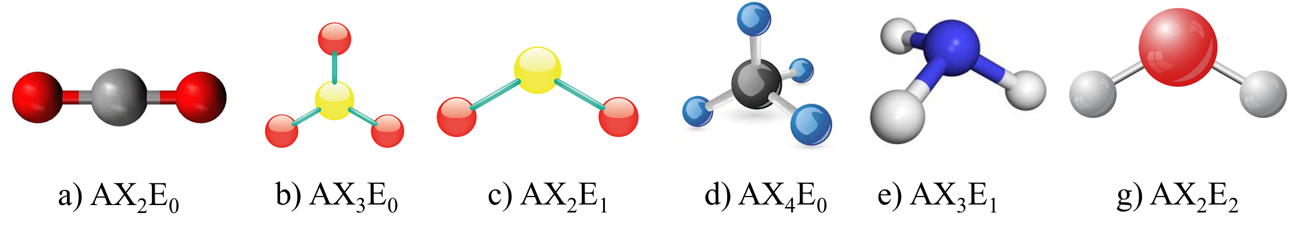 a) AX₂E₀ b) AX₃E₀ c) AX₂E₁ d) AX₄E₀ e) AX₃E₁ g) AX₂E₂